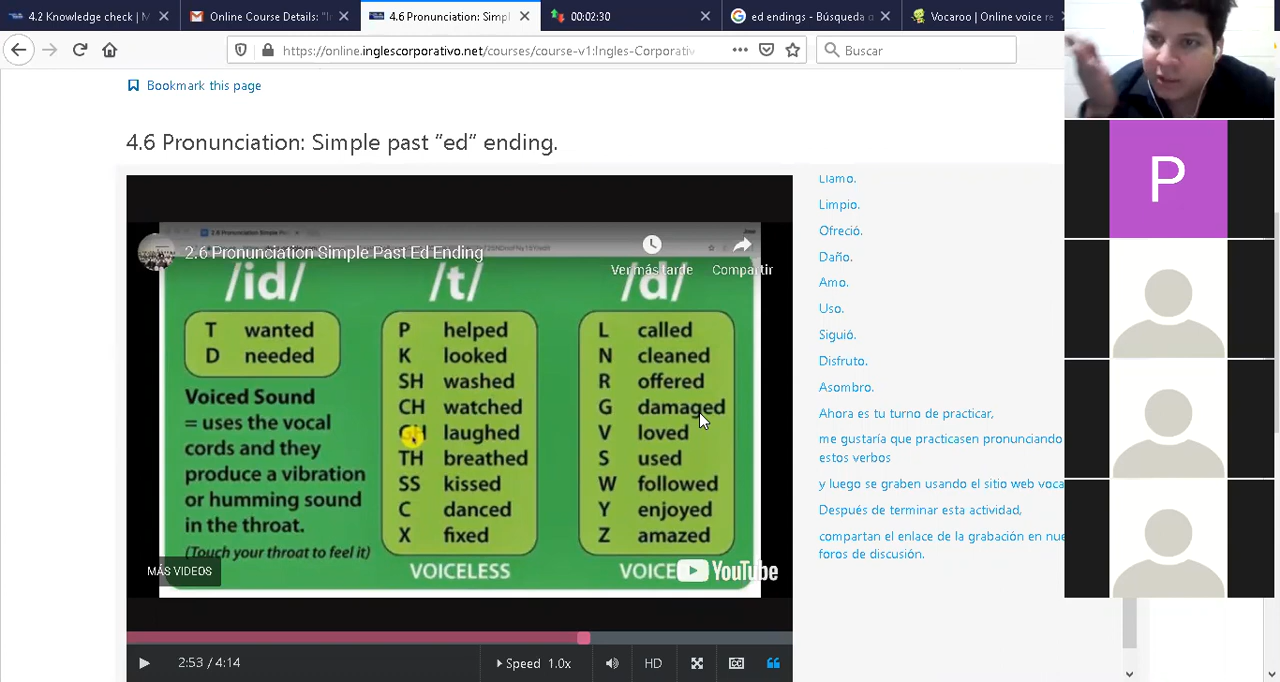 4.2 Knowledge check | M
Online Course Details: "I
4.6 Pronunciation: Simpl
00:02:30
ed endings - Búsqueda
Vocaroo | Online voice re
https://online.inglescorporativo.net/courses/course-v1:Ingles-Corporativ
Buscar
Bookmark this page
4.6 Pronunciation: Simple past “ed” ending.
2.6 Pronunciation Simple Past Ed Ending
Ver más tarde
Compartir
/id/
T wanted
D needed
Voiced Sound
= uses the vocal
cords and they
produce a vibration
or humming sound
in the throat.
(Touch your throat to feel it)
MÁS VIDEOS
/t/
P helped
K looked
SH washed
CH watched
GH laughed
TH breathed
SS kissed
C danced
X fixed
VOICELESS
/d/
L called
N cleaned
R offered
G damaged
V loved
S used
W followed
Y enjoyed
Z amazed
VOICE
YouTube
2:53 / 4:14
Speed 1.0x
HD
CC
Llamo.
Limpio.
Ofreció.
Daño.
Amo.
Uso.
Siguió.
Disfruto.
Asombro.
Ahora es tu turno de practicar,
me gustaría que practicasen pronunciando
estos verbos
y luego se graben usando el sitio web voca
Después de terminar esta actividad,
compartan el enlace de la grabación en nue
foros de discusión.
P